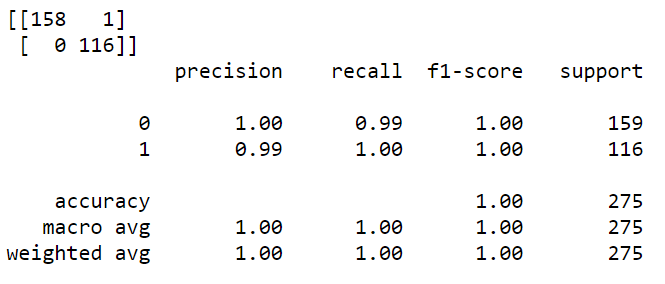 [[158   1]
 [  0 116]]
              precision    recall  f1-score   support

           0       1.00      0.99      1.00       159
           1       0.99      1.00      1.00       116

    accuracy                           1.00       275
   macro avg       1.00      1.00      1.00       275
weighted avg       1.00      1.00      1.00       275